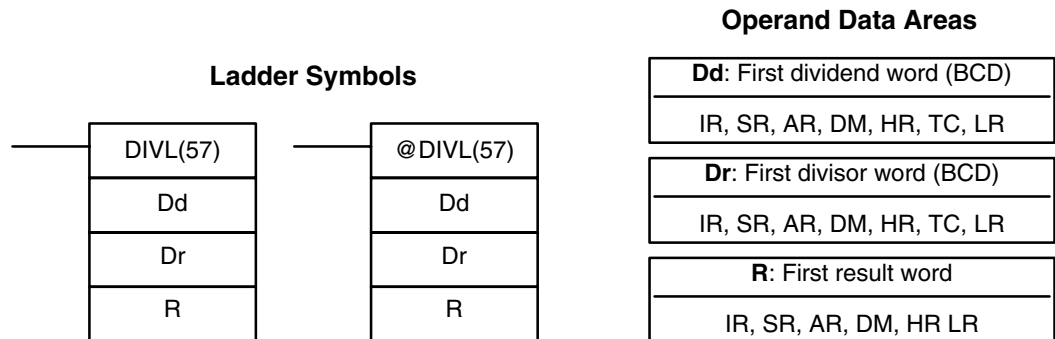 Ladder Symbols
DIVL(57)
Dd
Dr
R
@DIVL(57)
Dd
Dr
R
Operand Data Areas
Dd: First dividend word (BCD)
IR, SR, AR, DM, HR, TC, LR
Dr: First divisor word (BCD)
IR, SR, AR, DM, HR, TC, LR
R: First result word
IR, SR, AR, DM, HR LR